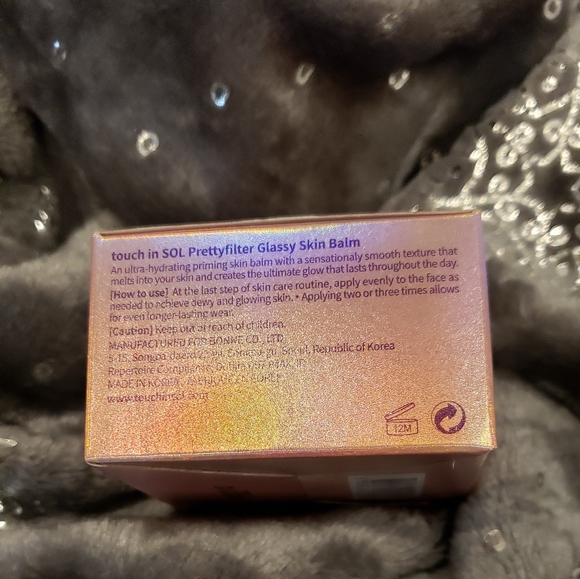 touch in SOL Prettyfilter Glassy Skin Balm
An ultra-hydrating priming skin balm with a sensationaly smooth texture that
melts into your skin and creates the ultimate glow that lasts throughout the day.
[How to use] At the last step of skin care routine, apply evenly to the face as
needed to achieve dewy and glowing skin. • Applying two or three times allows
for even longer-lasting wear.
[Caution] Keep out of reach of children.
MANUFACTURED FOR BONNE CO., LTD
Republic of Korea
MADE IN KOREA
www.touchinsol.com
12M